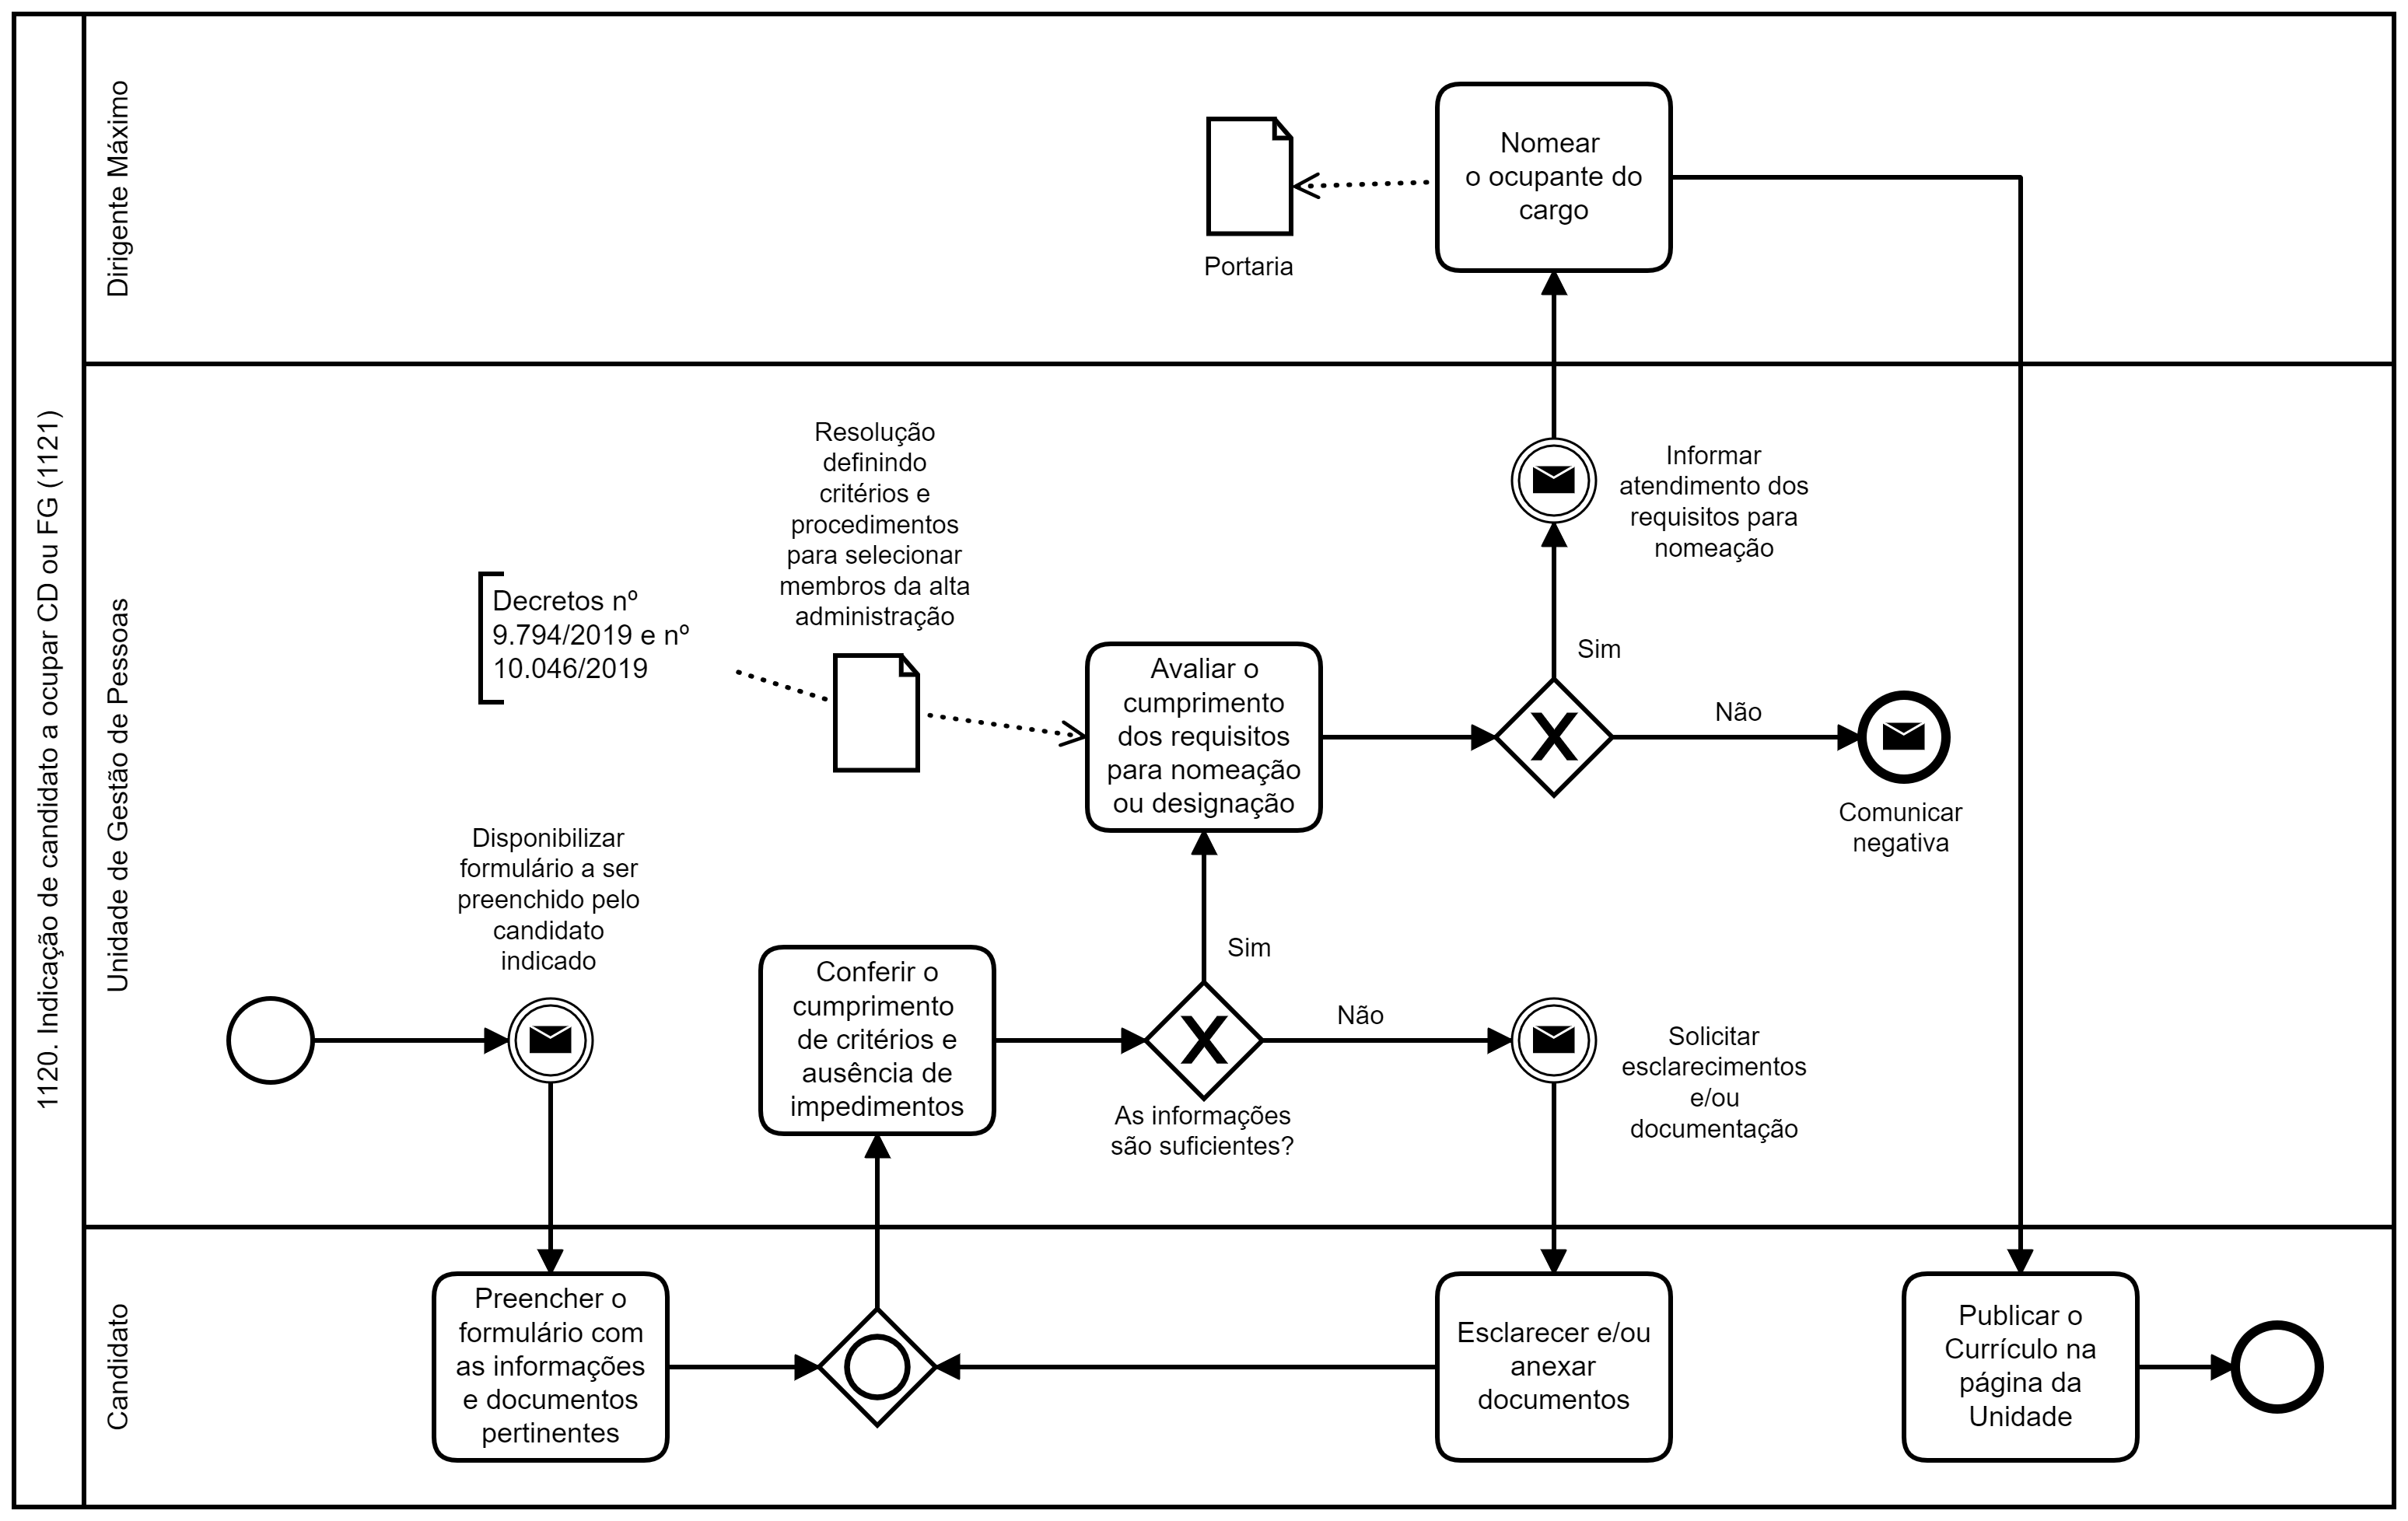 1120. Indicação de candidato a ocupar CD ou FG (1121)
Dirigente Máximo
Portaria
Nomear
o ocupante do
cargo
Unidade de Gestão de Pessoas
Decretos nº
9.794/2019 e nº
10.046/2019
Resolução
definindo
critérios e
procedimentos
para selecionar
membros da alta
administração
Avaliar o
cumprimento
dos requisitos
para nomeação
ou designação
Informar
atendimento dos
requisitos para
nomeação
Sim
Não
Comunicar
negativa
Disponibilizar
formulário a ser
preenchido pelo
candidato
indicado
Conferir o
cumprimento
de critérios e
ausência de
impedimentos
Sim
Não
As informações
são suficientes?
Solicitar
esclarecimentos
e/ou
documentação
Candidato
Preencher o
formulário com
as informações
e documentos
pertinentes
Esclarecer e/ou
anexar
documentos
Publicar o
Currículo na
página da
Unidade